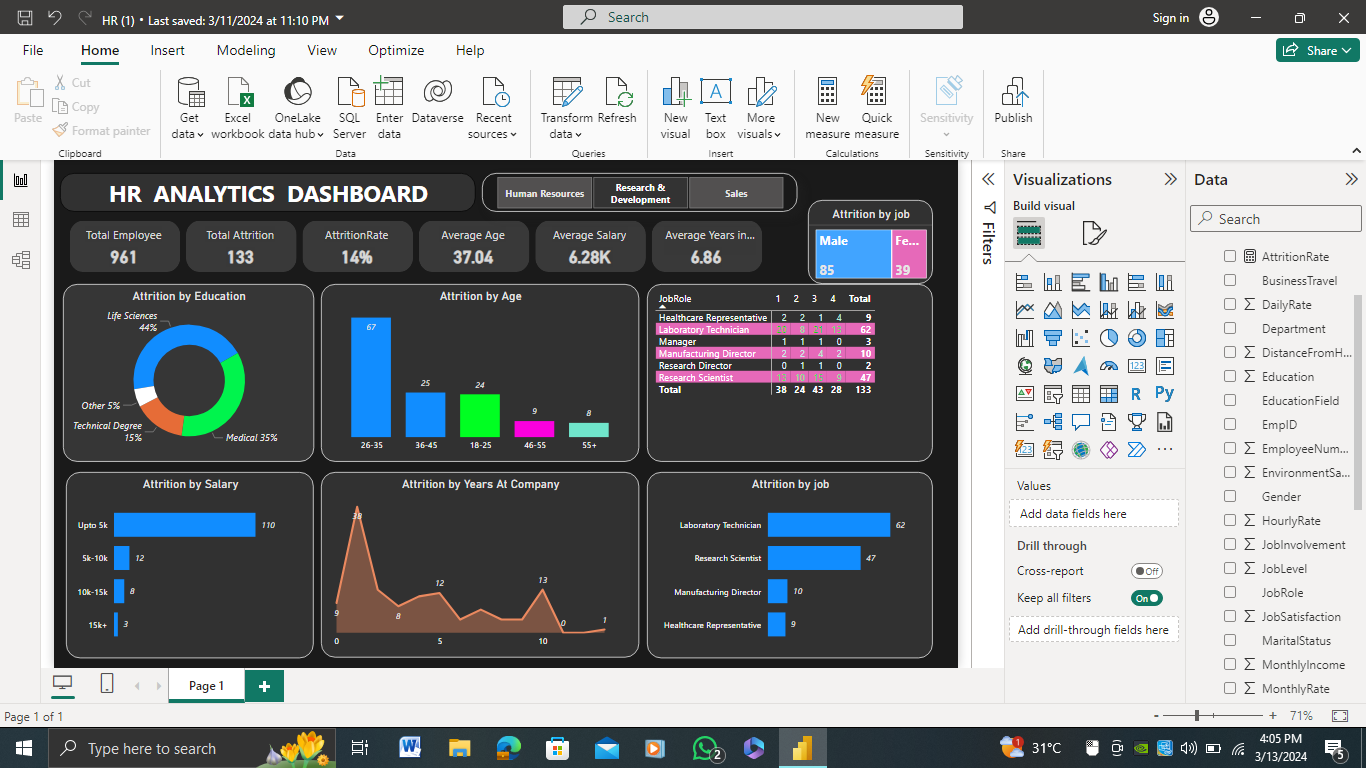 HR (1) • Last saved: 3/11/2024 at 11:10 PM
Search
Sign in
File
Home
Insert
Modeling
View
Optimize
Help
Share
Paste
Cut
Copy
Format painter
Clipboard
Get data
Excel workbook
OneLake data hub
SQL Server
Enter data
Dataverse
Recent sources
Data
Transform data
Refresh
Queries
New visual
Text box
More visuals
Insert
New measure
Quick measure
Calculations
Sensitivity
Sensitivity
Publish
Share
HR ANALYTICS DASHBOARD
Human Resources
Research & Development
Sales
Total Employee
961
Total Attrition
133
AttritionRate
14%
Average Age
37.04
Average Salary
6.28K
Average Years in...
6.86
Attrition by job
Male
85
Fe...
39
Attrition by Education
Life Sciences
44%
Other 5%
Technical Degree
15%
Medical 35%
Attrition by Age
67
25
24
9
8
26-35
36-45
18-25
46-55
55+
JobRole 1 2 3 4 Total
Healthcare Representative 2 2 1 4 9
Laboratory Technician 8 62
Manager 1 1 1 0 3
Manufacturing Director 2 2 4 2 10
Research Director 0 1 1 0 2
Research Scientist 10 15 9 47
Total 38 24 43 28 133
Attrition by Salary
Upto 5k 110
5k-10k 12
10k-15k 8
15k+ 3
Attrition by Years At Company
38
9
8
12
13
0
1
0
5
10
Attrition by job
Laboratory Technician 62
Research Scientist 47
Manufacturing Director 10
Healthcare Representative 9
Filters
Visualizations
Build visual
R
Py
123
123
Values
Add data fields here
Drill through
Cross-report
Off
Keep all filters
On
Add drill-through fields here
Data
Search
AttritionRate
BusinessTravel
DailyRate
Department
DistanceFromH...
Education
EducationField
EmpID
EmployeeNum...
EnvironmentSa...
Gender
HourlyRate
JobInvolvement
JobLevel
JobRole
JobSatisfaction
MaritalStatus
MonthlyIncome
MonthlyRate
Page 1
Page 1 of 1
71%
Type here to search
2
1
31°C
4:05 PM
3/13/2024
5